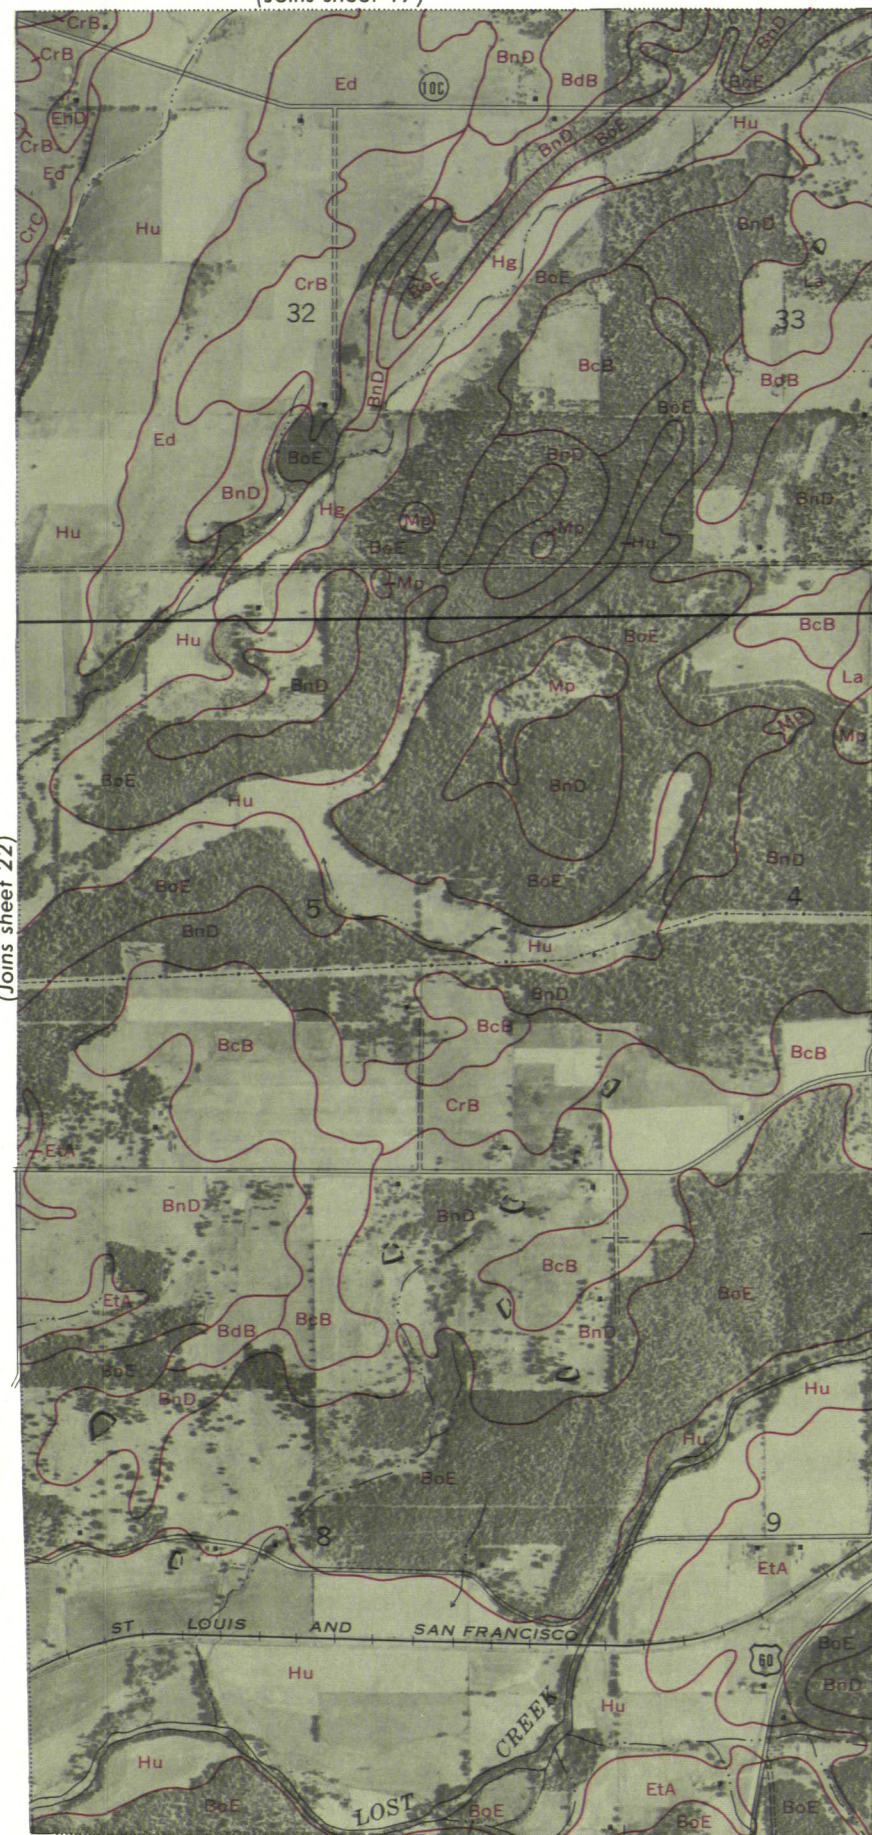 (Joins sheet 17)
CrB
BnD
BnD
Ed
10C
BdB
BoE
EnD
CrB
BnD
BoE
Hu
Ed
CrC
Hu
BnD
Hg
BoE
BoE
La
CrB
32
33
BcB
BnD
BdB
BoE
Ed
BoE
BnD
BnD
BnD
Hg
Mp
Mp
Hu
Hu
BoE
Mp
BcB
Hu
BoE
La
BnD
Mp
Mp
Mp
BoE
BnD
Hu
(Joins sheet 22)
BoE
BoE
BnD
5
4
BnD
Hu
BnD
BcB
BcB
BcB
CrB
EtA
BnD
BnD
BcB
BoE
EtA
BdB
BcB
BnD
BoE
BnD
Hu
Hu
BoE
8
9
EtA
ST LOUIS AND SAN FRANCISCO
BoE
60
Hu
BnD
Hu
CREEK
Hu
EtA
LOST
BoE
BoE
BoE
BoE